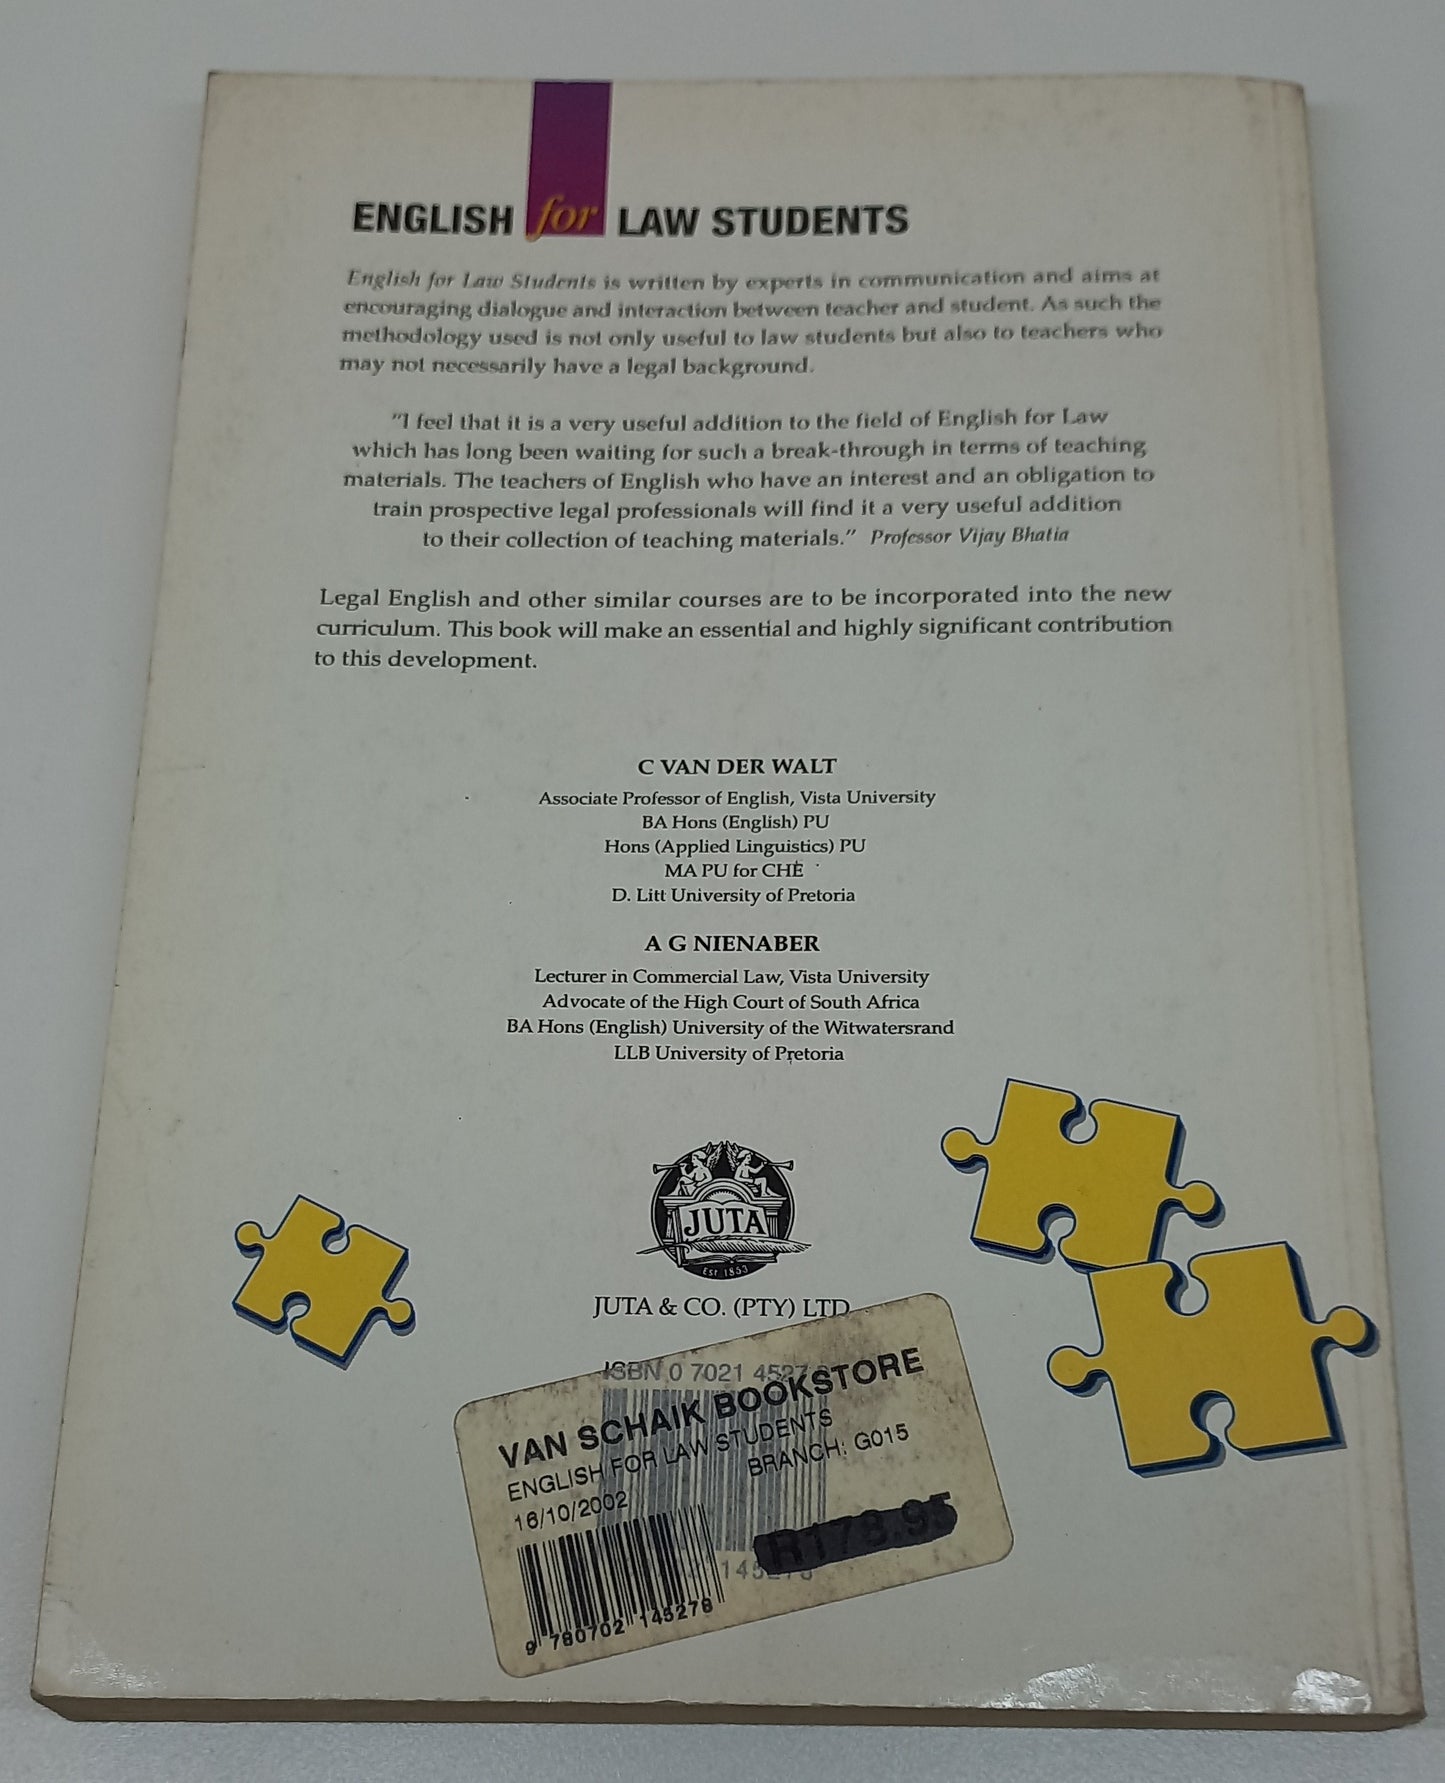 ENGLISH for LAW STUDENTS
English for Law Students is written by experts in communication and aims at
encouraging dialogue and interaction between teacher and student. As such the
methodology used is not only useful to law students but also to teachers who
may not necessarily have a legal background.
"I feel that it is a very useful addition to the field of English for Law
which has long been waiting for such a break-through in terms of teaching
materials. The teachers of English who have an interest and an obligation to
train prospective legal professionals will find it a very useful addition
to their collection of teaching materials." Professor Vijay Bhatia
Legal English and other similar courses are to be incorporated into the new
curriculum. This book will make an essential and highly significant contribution
to this development.
C VAN DER WALT
Associate Professor of English, Vista University
BA Hons (English) PU
Hons (Applied Linguistics) PU
MA PU for CHE
D. Litt University of Pretoria
A G NIENABER
Lecturer in Commercial Law, Vista University
Advocate of the High Court of South Africa
BA Hons (English) University of the Witwatersrand
LLB University of Pretoria
JUTA
Est 1853
JUTA & CO. (PTY) LTD
ISBN 0 7021 4527
VAN SCHAIK BOOKSTORE
ENGLISH FOR LAW STUDENTS
BRANCH: G015
16/10/2002
R178.95
9 780702 145278